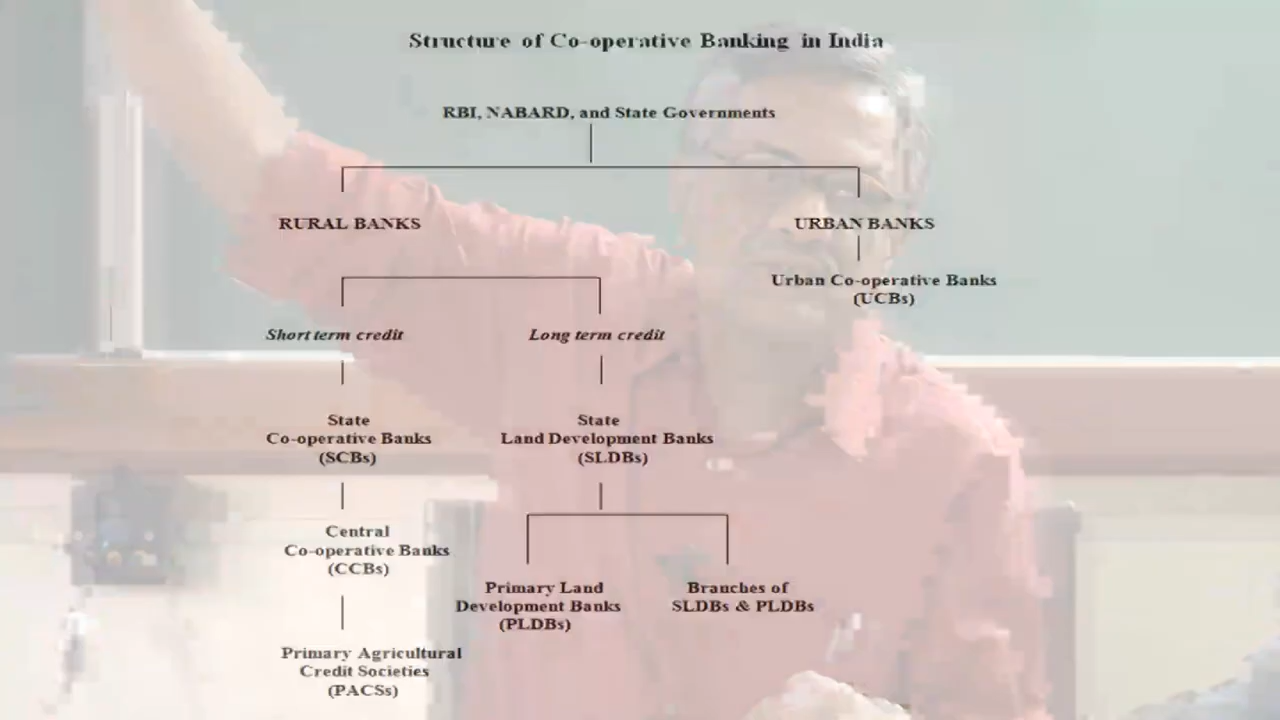 Structure of Co-operative Banking in India
RBI, NABARD, and State Governments
RURAL BANKS
URBAN BANKS
Urban Co-operative Banks
(UCBs)
Short term credit
Long term credit
State
Co-operative Banks
(SCBs)
State
Land Development Banks
(SLDBs)
Central
Co-operative Banks
(CCBs)
Primary Land
Development Banks
(PLDBs)
Branches of
SLDBs & PLDBs
Primary Agricultural
Credit Societies
(PACSs)